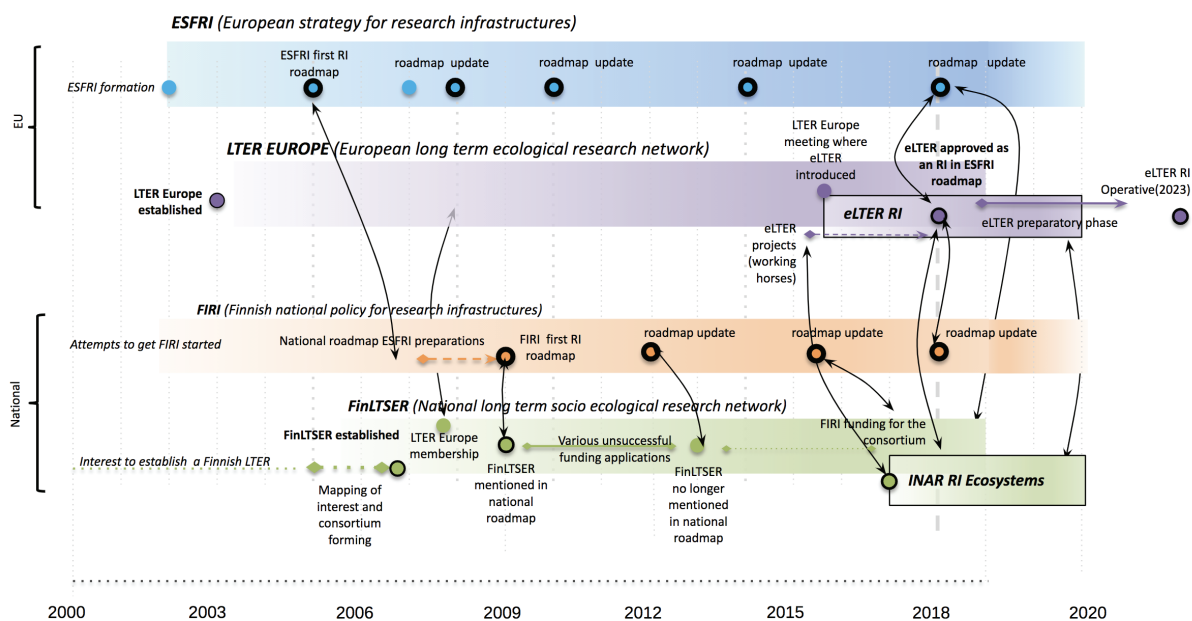 ESFRI (European strategy for research infrastructures)
ESFRI first RI
roadmap
roadmap update
roadmap update
roadmap update
roadmap update
ESFRI formation
EU
LTER EUROPE (European long term ecological research network)
LTER Europe
meeting where
eLTER
introduced
eLTER approved as
an RI in ESFRI
roadmap
eLTER RI
Operative(2023)
LTER Europe
established
eLTER RI
eLTER preparatory phase
eLTER
projects
(working
horses)
FIRI (Finnish national policy for research infrastructures)
Attempts to get FIRI started
National roadmap ESFRI preparations
FIRI first RI
roadmap
roadmap update
roadmap update
roadmap update
National
FinLTSER (National long term socio ecological research network)
FinLTSER established
LTER Europe
membership
Various unsuccessful
funding applications
FIRI funding for the
consortium
Interest to establish a Finnish LTER
Mapping of
interest and
consortium
forming
FinLTSER
mentioned in
national
roadmap
FinLTSER
no longer
mentioned
in national
roadmap
INAR RI Ecosystems
2000 2003 2006 2009 2012 2015 2018 2020